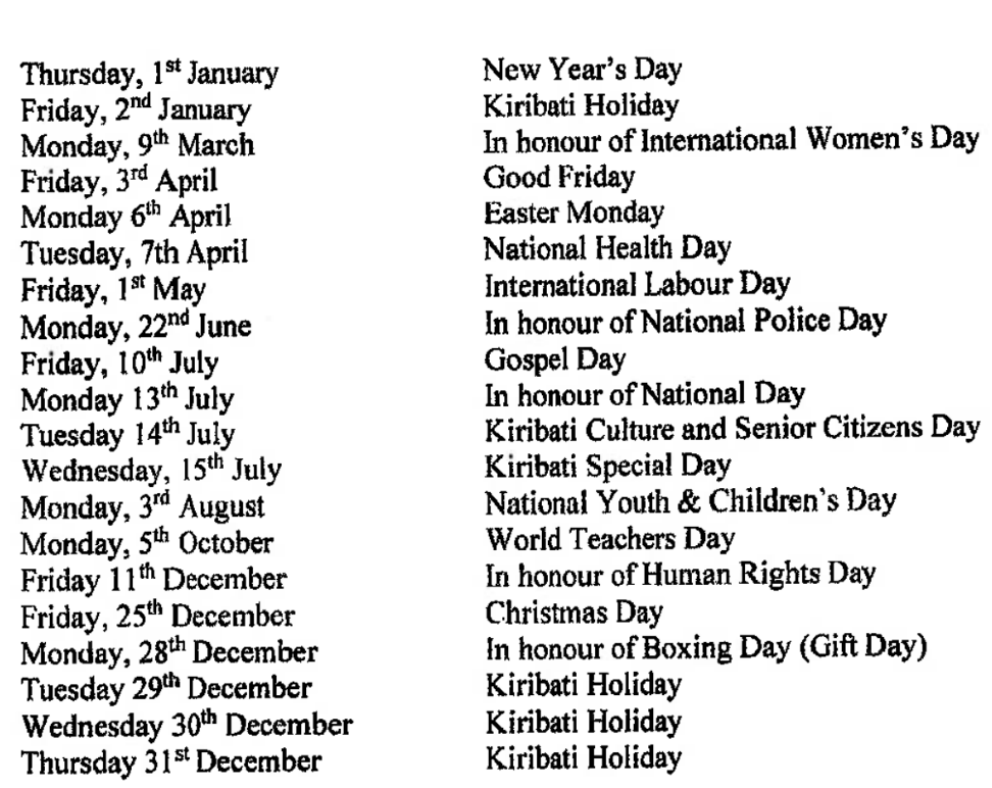 Thursday, 1st January New Year's Day
Friday, 2nd January Kiribati Holiday
Monday, 9th March In honour of International Women's Day
Friday, 3rd April Good Friday
Monday 6th April Easter Monday
Tuesday, 7th April National Health Day
Friday, 1st May International Labour Day
Monday, 22nd June In honour of National Police Day
Friday, 10th July Gospel Day
Monday 13th July In honour of National Day
Tuesday 14th July Kiribati Culture and Senior Citizens Day
Wednesday, 15th July Kiribati Special Day
Monday, 3rd August National Youth & Children's Day
Monday, 5th October World Teachers Day
Friday 11th December In honour of Human Rights Day
Friday, 25th December Christmas Day
Monday, 28th December In honour of Boxing Day (Gift Day)
Tuesday 29th December Kiribati Holiday
Wednesday 30th December Kiribati Holiday
Thursday 31st December Kiribati Holiday